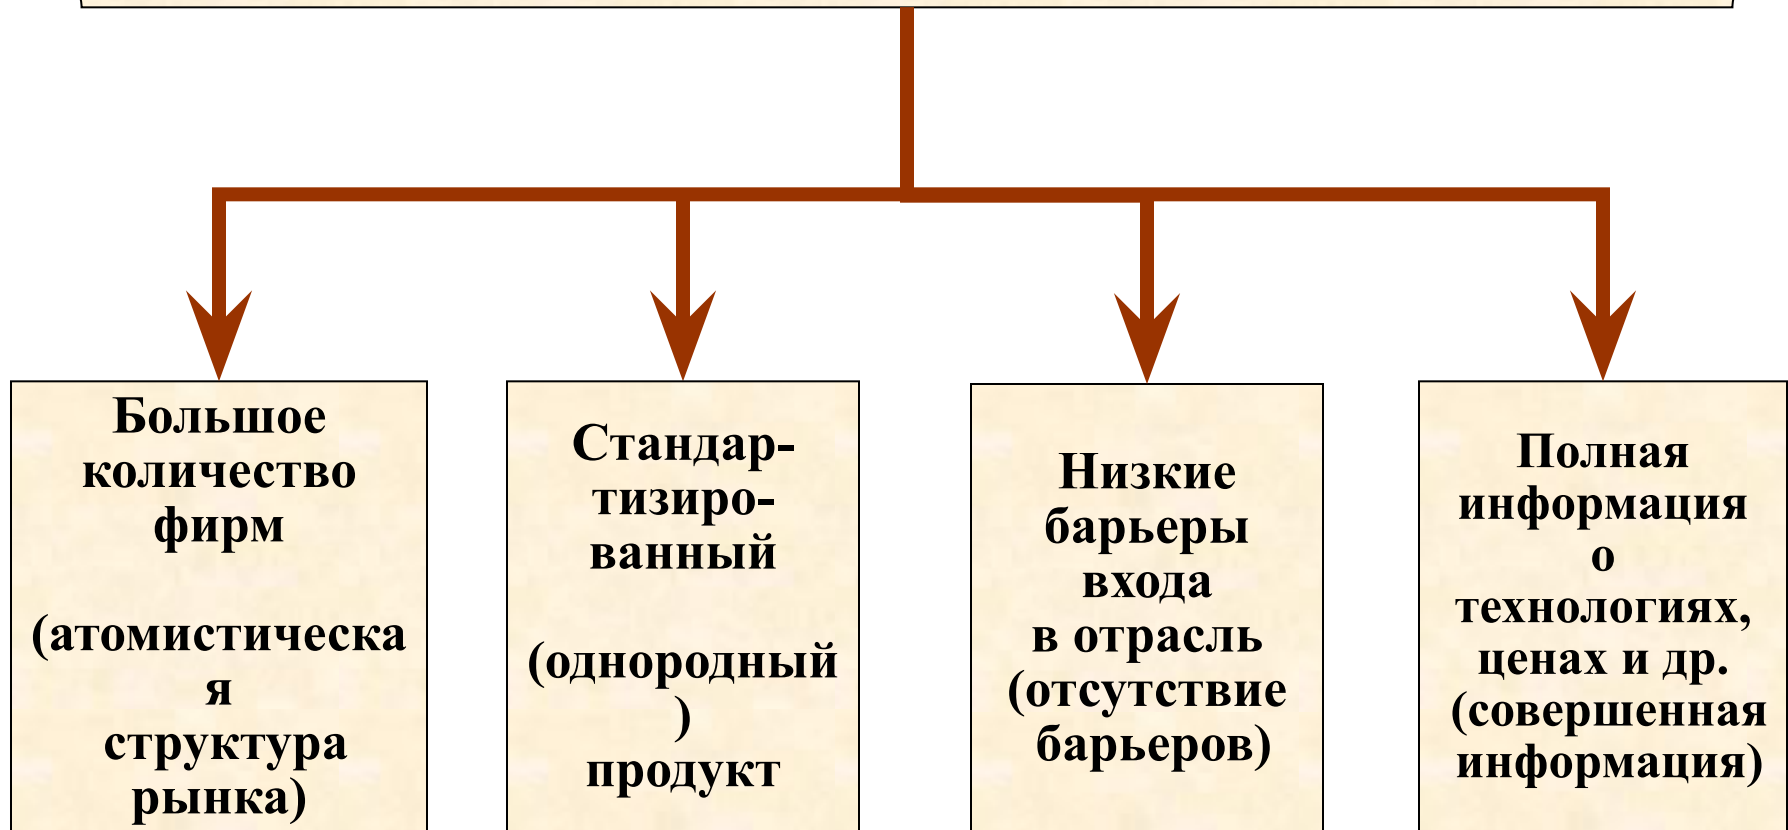 Большое
количество
фирм
(атомистическа
я
структура
рынка)
Стандар-
тизиро-
ванный
(однородный
)
продукт
Низкие
барьеры
входа
в отрасль
(отсутствие
барьеров)
Полная
информация
о
технологиях,
ценах и др.
(совершенная
информация)